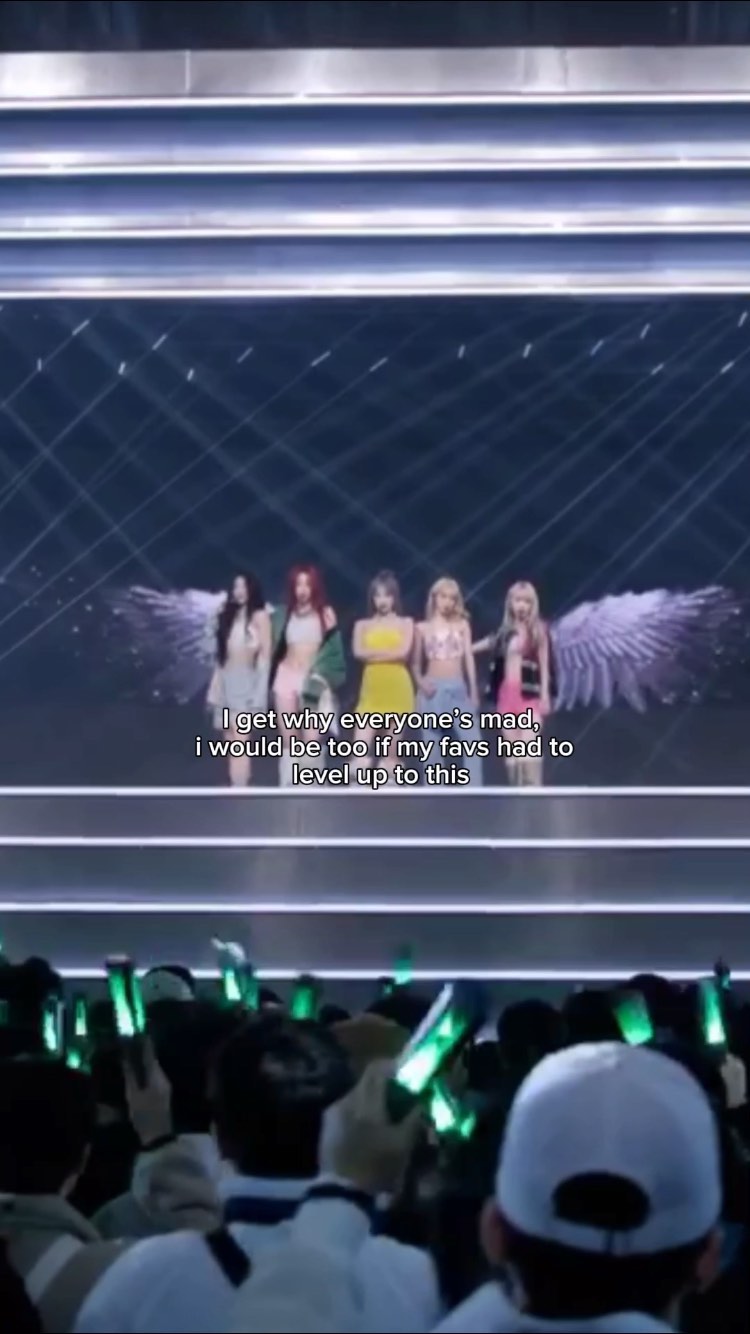 I get why everyone's mad,
i would be too if my favs had to
level up to this